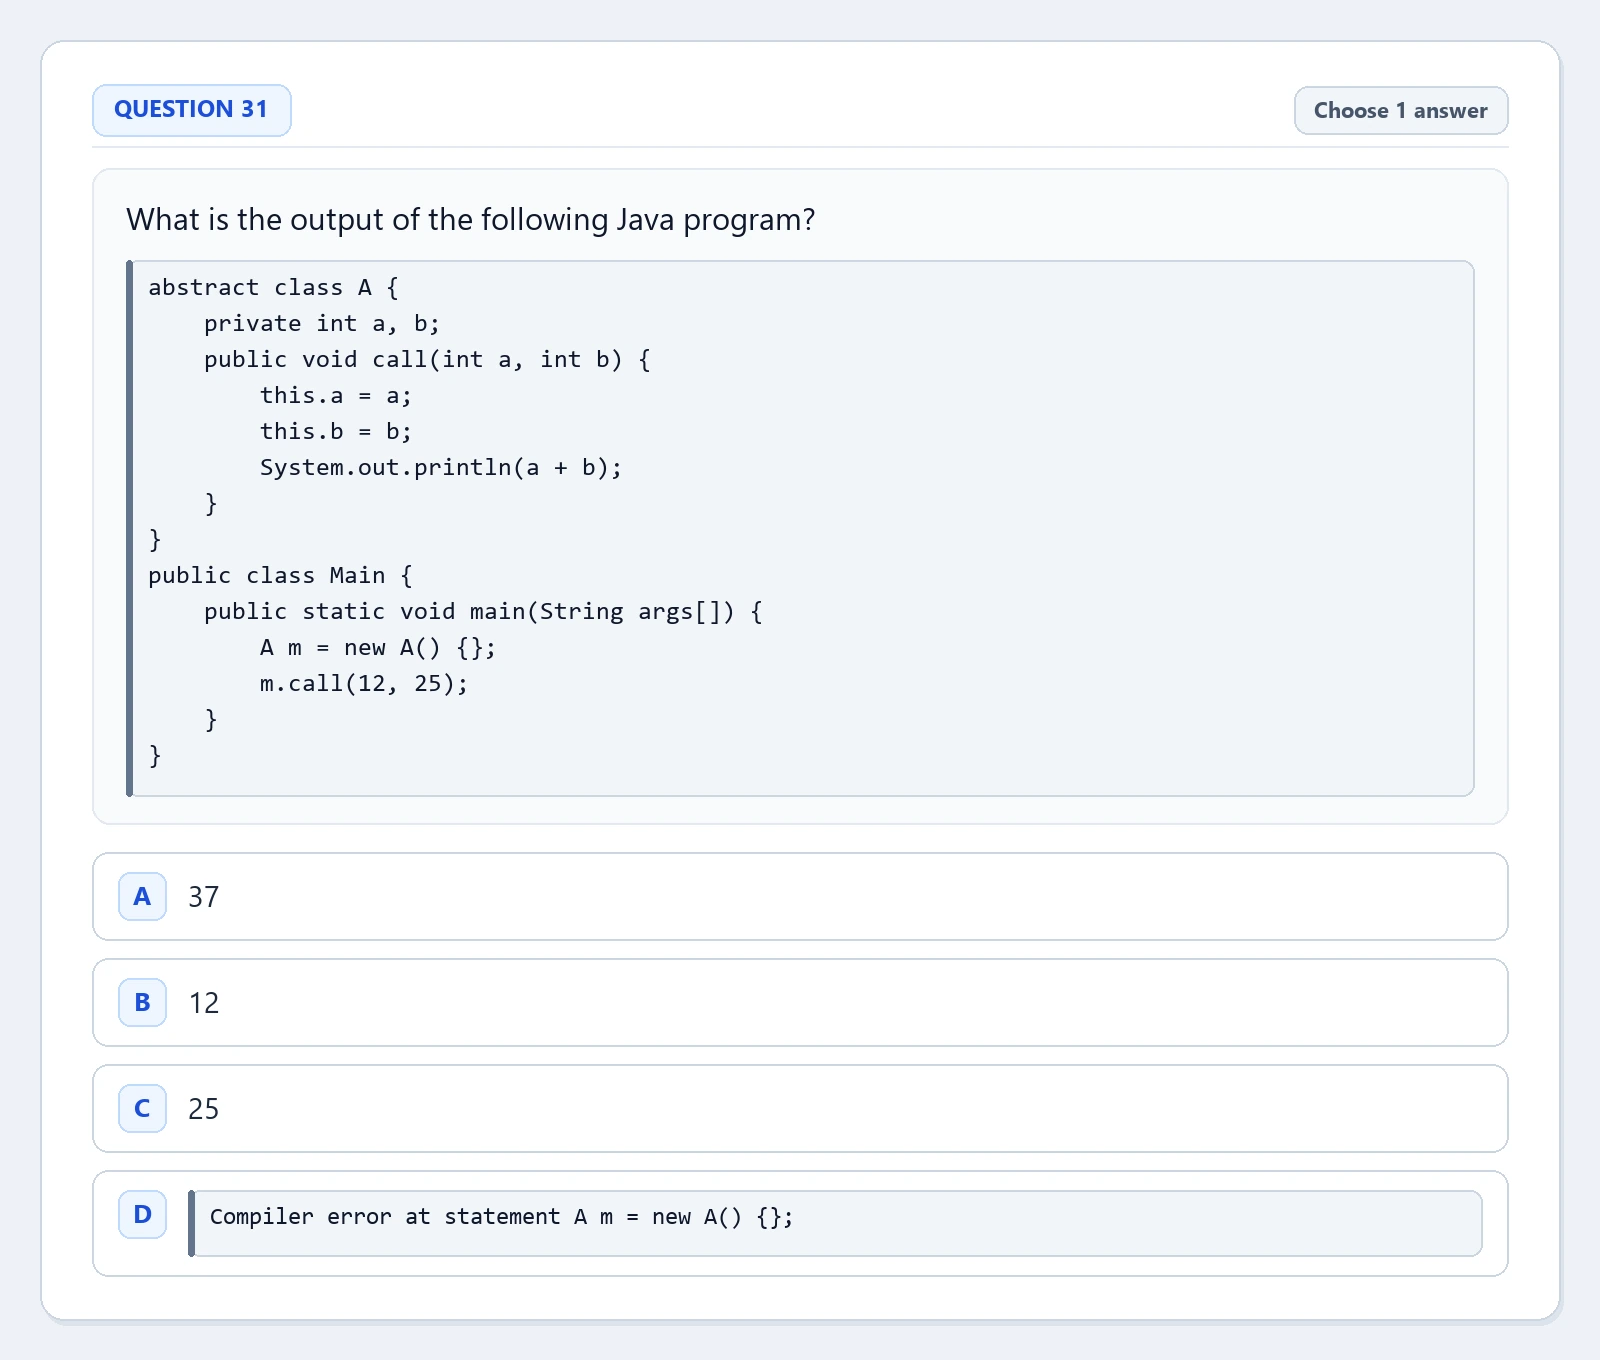 QUESTION 31
Choose 1 answer
What is the output of the following Java program?
abstract class A {
    private int a, b;
    public void call(int a, int b) {
        this.a = a;
        this.b = b;
        System.out.println(a + b);
    }
}
public class Main {
    public static void main(String args[]) {
        A m = new A() {};
        m.call(12, 25);
    }
}
A 37
B 12
C 25
D Compiler error at statement A m = new A() {};